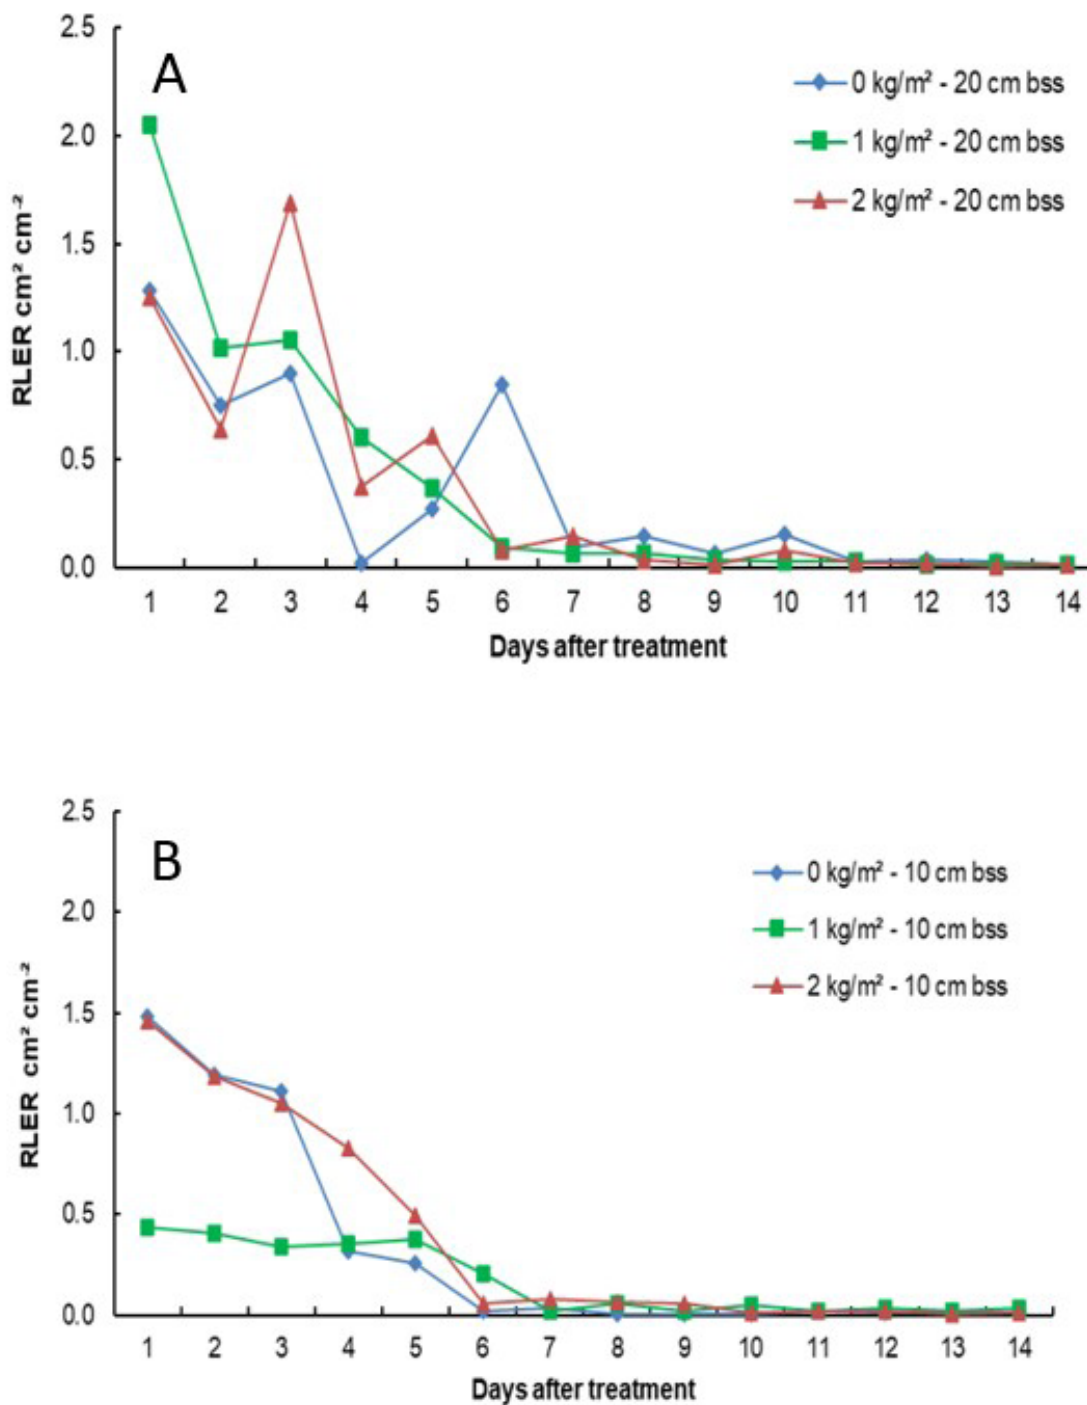 A
2.5
2.0
1.5
1.0
0.5
0.0
RLER cm² cm⁻²
0 kg/m² - 20 cm bss
1 kg/m² - 20 cm bss
2 kg/m² - 20 cm bss
1 2 3 4 5 6 7 8 9 10 11 12 13 14
Days after treatment
B
2.5
2.0
1.5
1.0
0.5
0.0
RLER cm² cm⁻²
0 kg/m² - 10 cm bss
1 kg/m² - 10 cm bss
2 kg/m² - 10 cm bss
1 2 3 4 5 6 7 8 9 10 11 12 13 14
Days after treatment